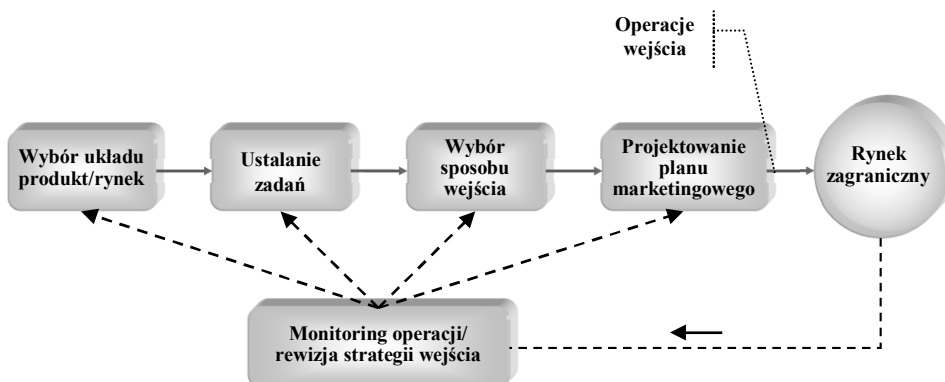 Operacje
wejścia
Wybór układu
produkt/rynek
Ustalanie
zadań
Wybór
sposobu
wejścia
Projektowanie
planu
marketingowego
Rynek
zagraniczny
Monitoring operacji/
rewizja strategii wejścia